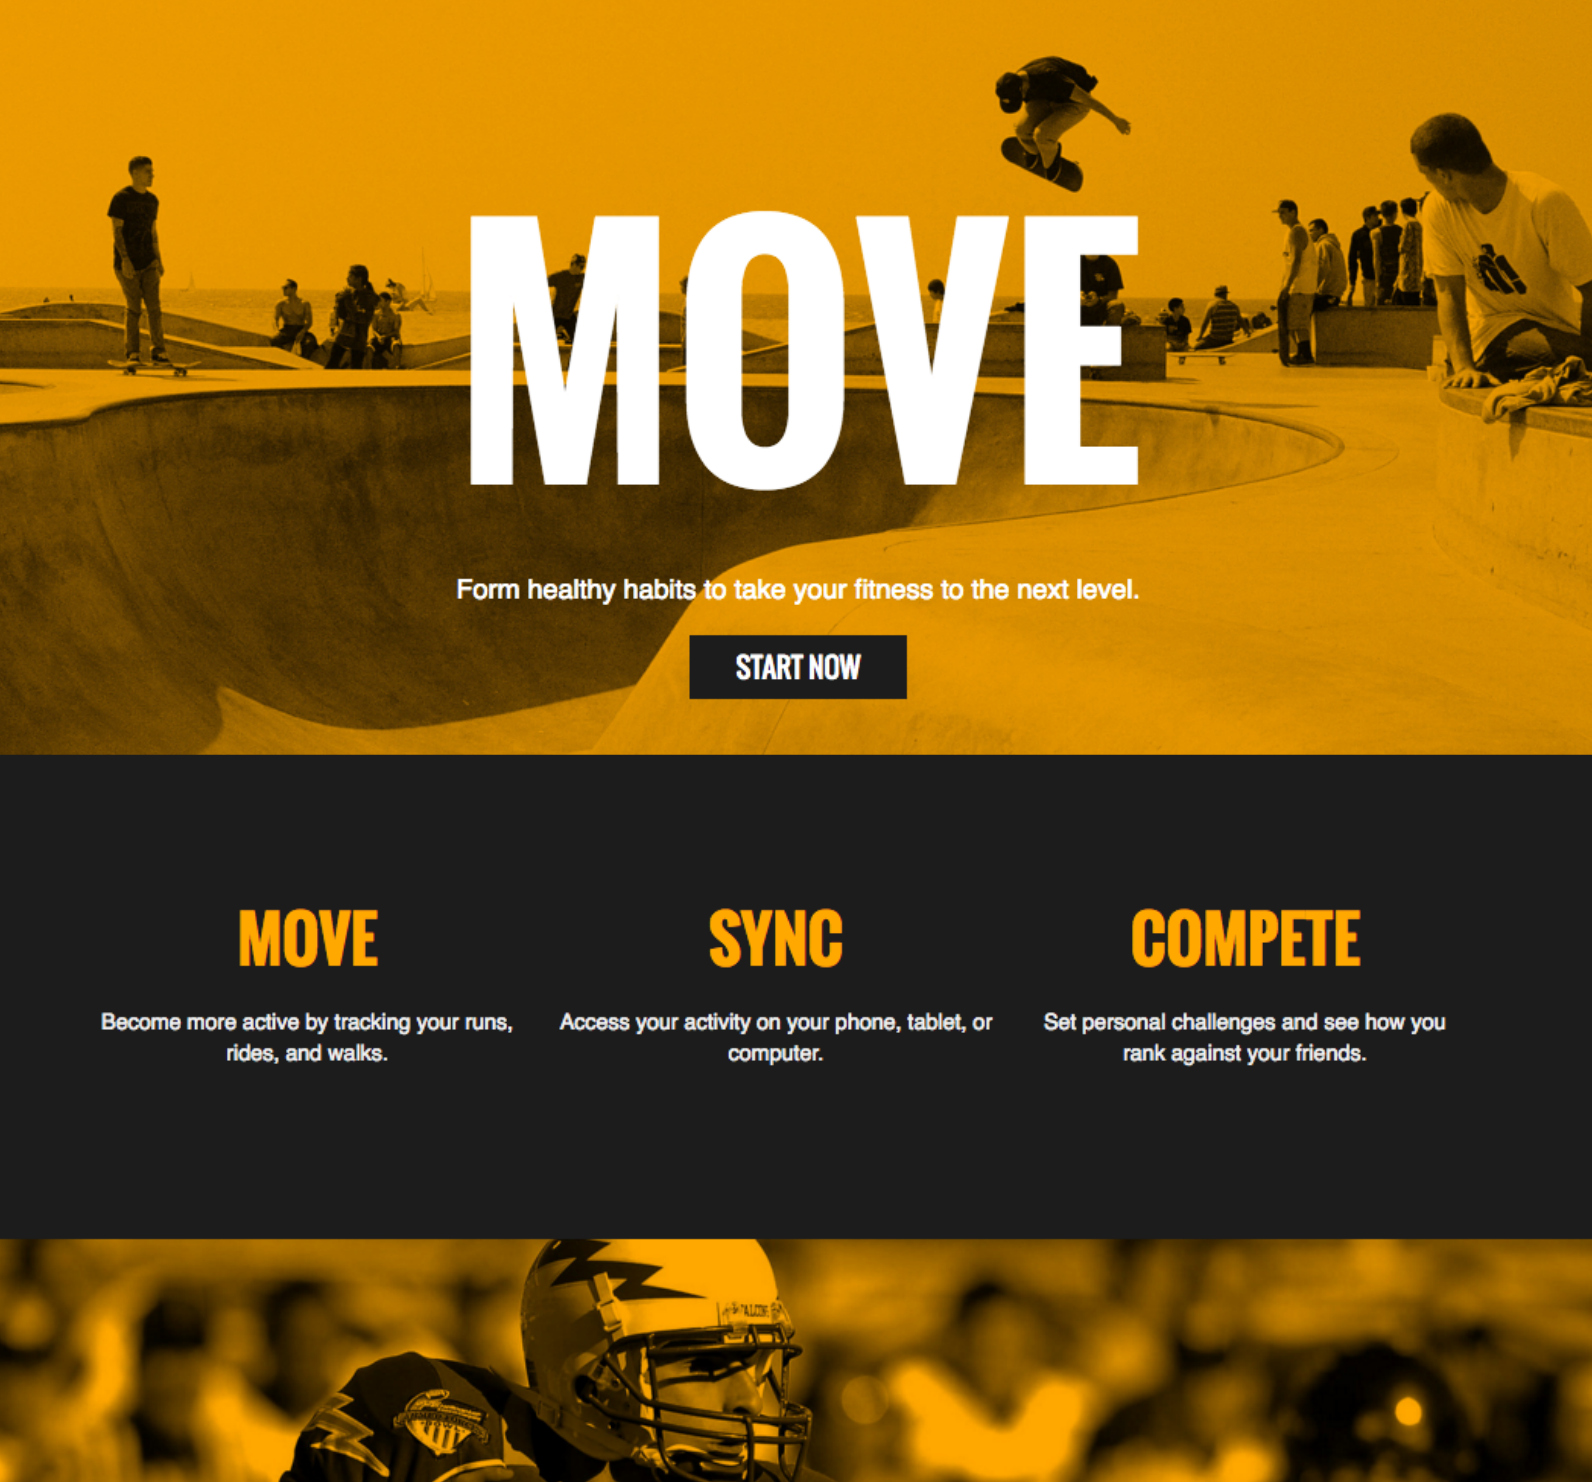 MOVE
Form healthy habits to take your fitness to the next level.
START NOW
MOVE
Become more active by tracking your runs,
rides, and walks.
SYNC
Access your activity on your phone, tablet, or
computer.
COMPETE
Set personal challenges and see how you
rank against your friends.